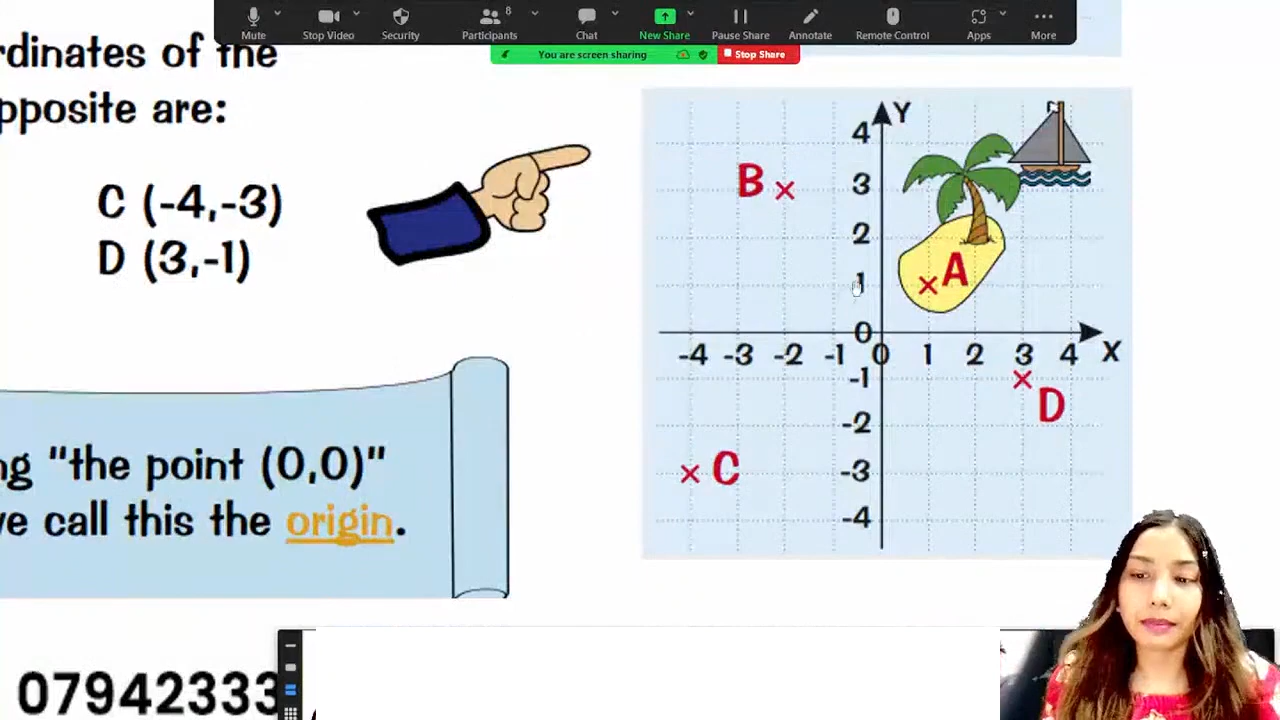 8
Mute
Stop Video
Security
Participants
Chat
New Share
Pause Share
Annotate
Remote Control
Apps
More
You are screen sharing
Stop Share
rdinates of the
pposite are:
C (-4,-3)
D (3,-1)
ng "the point (0,0)"
ve call this the origin.
07942333
Y
4
B
3
2
A
1
0
-4 -3 -2 -1 0 1 2 3 4 X
-1
D
-2
C
-3
-4